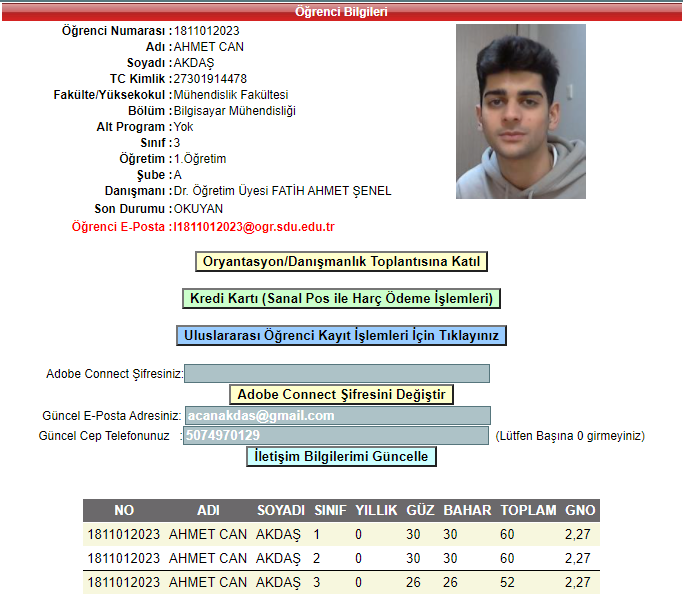 Öğrenci Bilgileri
Öğrenci Numarası : 1811012023
Adı : AHMET CAN
Soyadı : AKDAŞ
TC Kimlik : 27301914478
Fakülte/Yüksekokul : Mühendislik Fakültesi
Bölüm : Bilgisayar Mühendisliği
Alt Program : Yok
Sınıf : 3
Öğretim : 1.Öğretim
Şube : A
Danışmanı : Dr. Öğretim Üyesi FATİH AHMET ŞENEL
Son Durumu : OKUYAN
Öğrenci E-Posta : l1811012023@ogr.sdu.edu.tr
Oryantasyon/Danışmanlık Toplantısına Katıl
Kredi Kartı (Sanal Pos ile Harç Ödeme İşlemleri)
Uluslararası Öğrenci Kayıt İşlemleri İçin Tıklayınız
Adobe Connect Şifresiniz:
Adobe Connect Şifresini Değiştir
Güncel E-Posta Adresiniz: acanakdas@gmail.com
Güncel Cep Telefonunuz : 5074970129 (Lütfen Başına 0 girmeyiniz)
İletişim Bilgilerimi Güncelle
NO ADI SOYADI SINIF YILLIK GÜZ BAHAR TOPLAM GNO
1811012023 AHMET CAN AKDAŞ 1 0 30 30 60 2,27
1811012023 AHMET CAN AKDAŞ 2 0 30 30 60 2,27
1811012023 AHMET CAN AKDAŞ 3 0 26 26 52 2,27